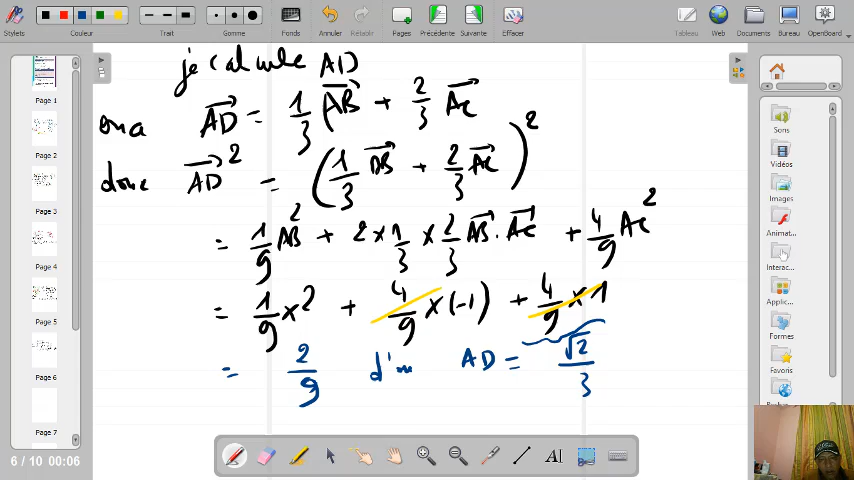 Stylets Couleur Trait Gomme Fonds Annuler Rétablir Pages Précédente Suivante Effacer Tableau Web Documents Bureau OpenBoard
je calcule AD
on a AD = 1/3 AB + 2/3 AC
donc AD² = (1/3 AB + 2/3 AC)²
= 1/9 AB² + 2 × 1/3 × 2/3 AB · AC + 4/9 AC²
= 1/9 × 2 + 4/9 × (-1) + 4/9 × 1
= 2/9 d'où AD = √2/3
Page 1
Page 2
Page 3
Page 4
Page 5
Page 6
Page 7
6 / 10 00:06
Sons
Vidéos
Images
Animat...
Interac...
Applic...
Formes
Favoris